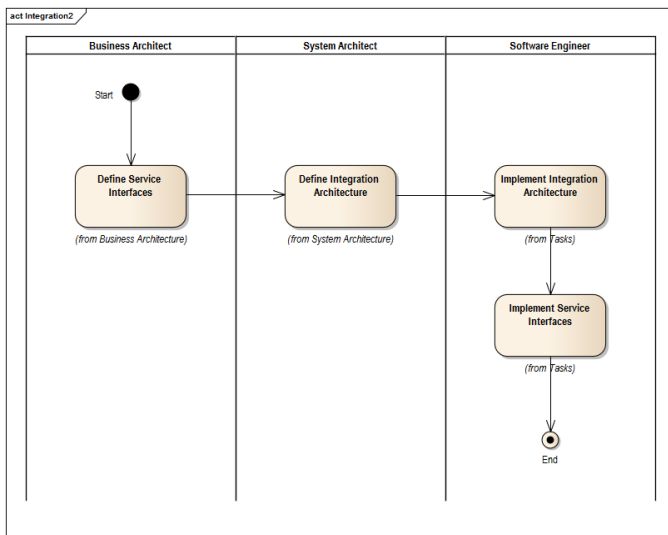 act Integration2
Business Architect
System Architect
Software Engineer
Start
Define Service
Interfaces
(from Business Architecture)
Define Integration
Architecture
(from System Architecture)
Implement Integration
Architecture
(from Tasks)
Implement Service
Interfaces
(from Tasks)
End